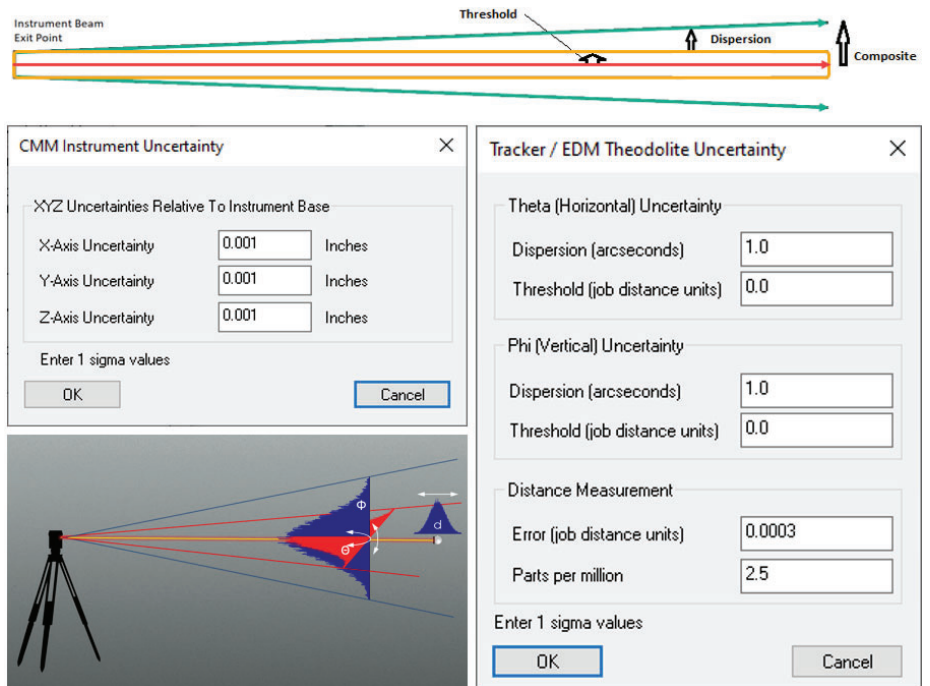 Instrument Beam
Exit Point
Threshold
Dispersion
Composite
CMM Instrument Uncertainty
XYZ Uncertainties Relative To Instrument Base
X-Axis Uncertainty 0.001 Inches
Y-Axis Uncertainty 0.001 Inches
Z-Axis Uncertainty 0.001 Inches
Enter 1 sigma values
OK Cancel
Φ
d
Θ
Tracker / EDM Theodolite Uncertainty
Theta (Horizontal) Uncertainty
Dispersion (arcseconds) 1.0
Threshold (job distance units) 0.0
Phi (Vertical) Uncertainty
Dispersion (arcseconds) 1.0
Threshold (job distance units) 0.0
Distance Measurement
Error (job distance units) 0.0003
Parts per million 2.5
Enter 1 sigma values
OK Cancel